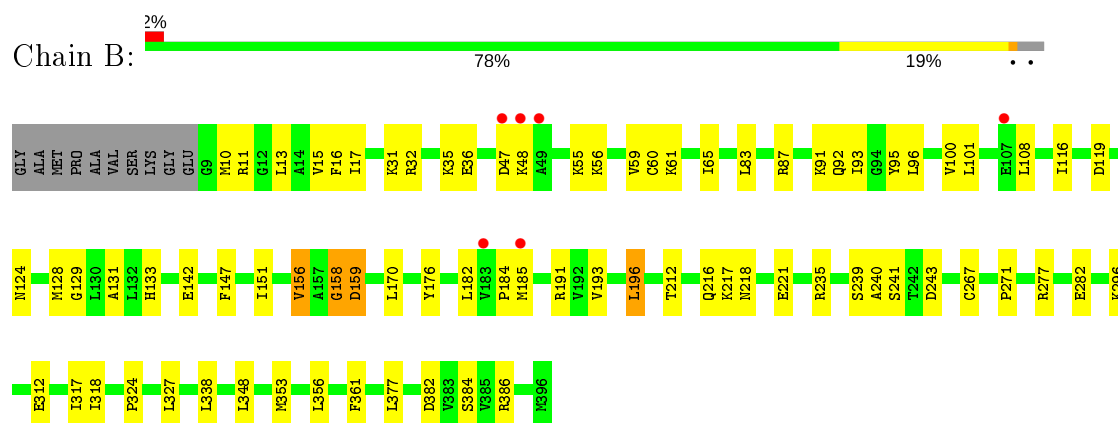 2%
Chain B:
78% 19% • •
GLY ALA MET PRO ALA VAL SER LYS GLY GLU G9 M10 R11 G12 L13 A14 V15 F16 I17 K31 R32 K35 E36 D47 K48 A49 K55 K56 V59 C60 K61 I65 L83 R87 K91 Q92 I93 G94 Y95 L96 V100 L101 E107 L108 I116 D119
N124 M128 G129 L130 A131 L132 H133 E142 F147 I151 V156 A157 G158 D159 L170 Y176 L182 V183 P184 M185 R191 V192 V193 L196 T212 Q216 K217 N218 E221 R235 S239 A240 S241 T242 D243 C267 P271 R277 E282 K296
E312 I317 I318 P324 L327 L338 L348 M353 L356 F361 L377 D382 V383 S384 V385 R386 M396